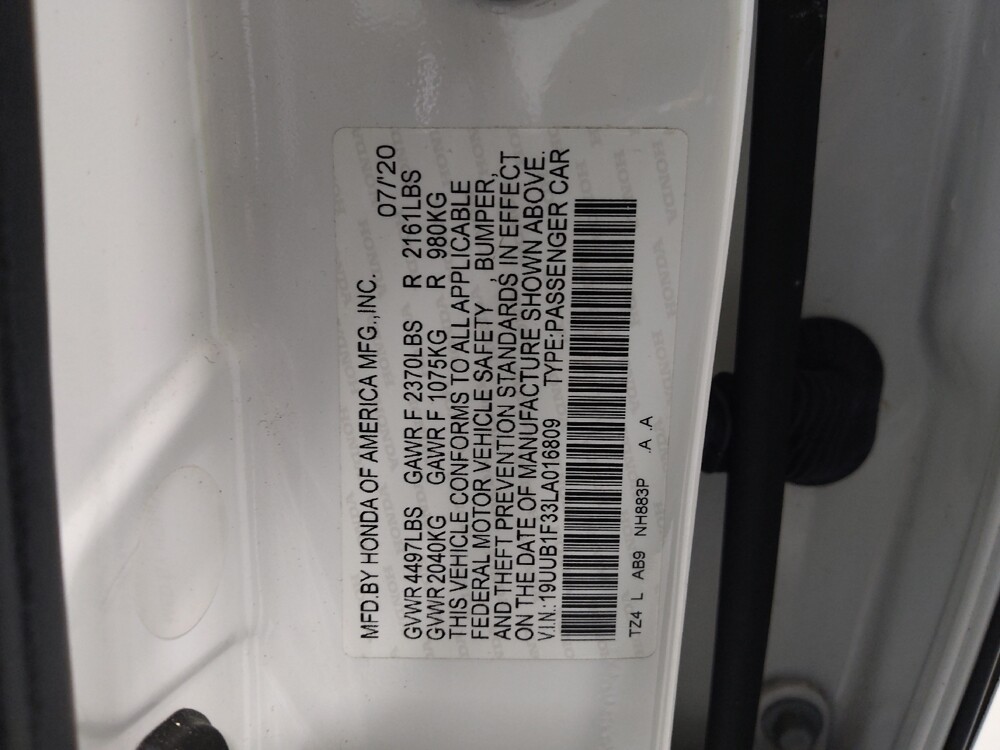 MFD.BY HONDA OF AMERICA MFG.,INC. 07/'20
GVWR 4497LBS GAWR F 2370LBS R 2161LBS
GVWR 2040KG GAWR F 1075KG R 980KG
THIS VEHICLE CONFORMS TO ALL APPLICABLE
FEDERAL MOTOR VEHICLE SAFETY , BUMPER,
AND THEFT PREVENTION STANDARDS IN EFFECT
ON THE DATE OF MANUFACTURE SHOWN ABOVE.
V.I.N.:19UUB1F33LA016809 TYPE:PASSENGER CAR
TZ4 L AB9 NH883P .A .A